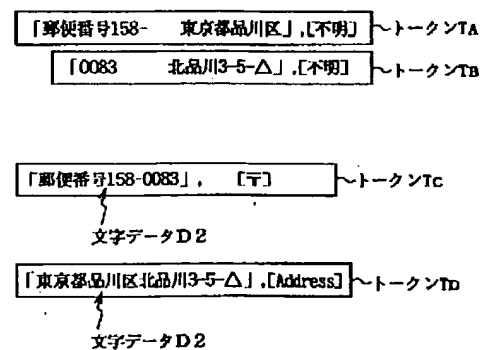 「郵便番号158- 東京都品川区」,[不明] トークンTA
「0083 北品川3-5-△」,[不明] トークンTB
「郵便番号158-0083」, [〒] トークンTC
文字データD2
「東京都品川区北品川3-5-△」,[Address] トークンTD
文字データD2